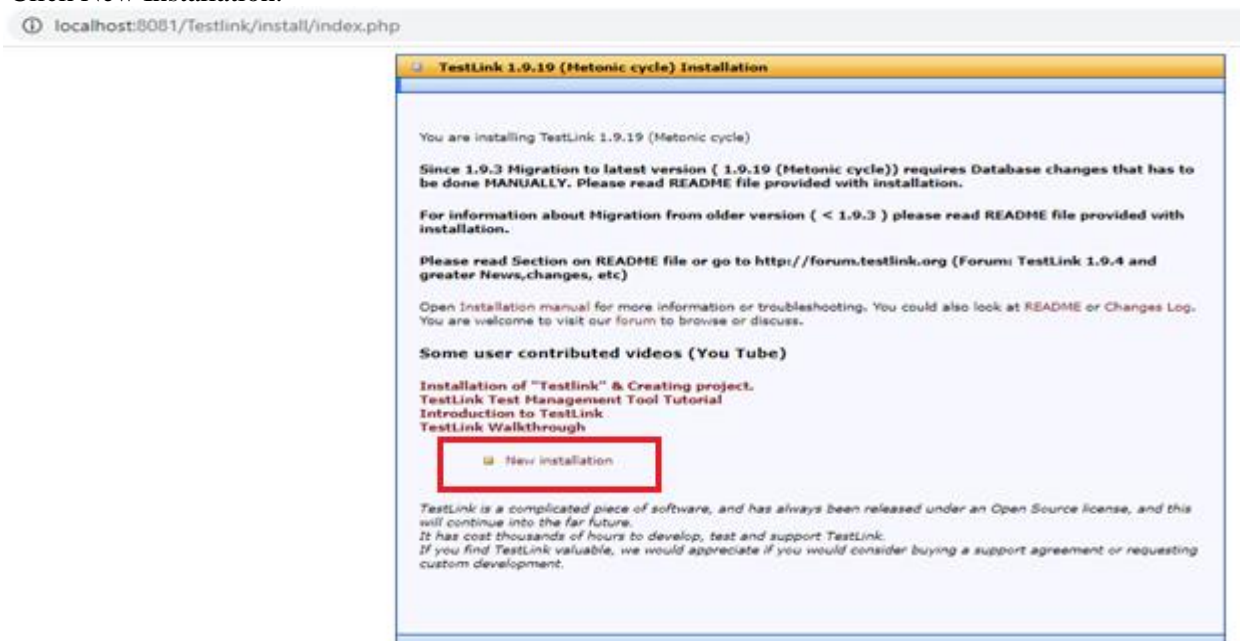 Click New Installation.
localhost:8081/Testlink/install/index.php
TestLink 1.9.19 (Metonic cycle) Installation
You are installing TestLink 1.9.19 (Metonic cycle)
Since 1.9.3 Migration to latest version ( 1.9.19 (Metonic cycle)) requires Database changes that has to
be done MANUALLY. Please read README file provided with installation.
For information about Migration from older version ( < 1.9.3 ) please read README file provided with
installation.
Please read Section on README file or go to http://forum.testlink.org (Forum: TestLink 1.9.4 and
greater News,changes, etc)
Open Installation manual for more information or troubleshooting. You could also look at README or Changes Log.
You are welcome to visit our forum to browse or discuss.
Some user contributed videos (You Tube)
Installation of "Testlink" & Creating project.
TestLink Test Management Tool Tutorial
Introduction to TestLink
TestLink Walkthrough
New installation
TestLink is a complicated piece of software, and has always been released under an Open Source license, and this
will continue into the far future.
It has cost thousands of hours to develop, test and support TestLink.
If you find TestLink valuable, we would appreciate if you would consider buying a support agreement or requesting
custom development.